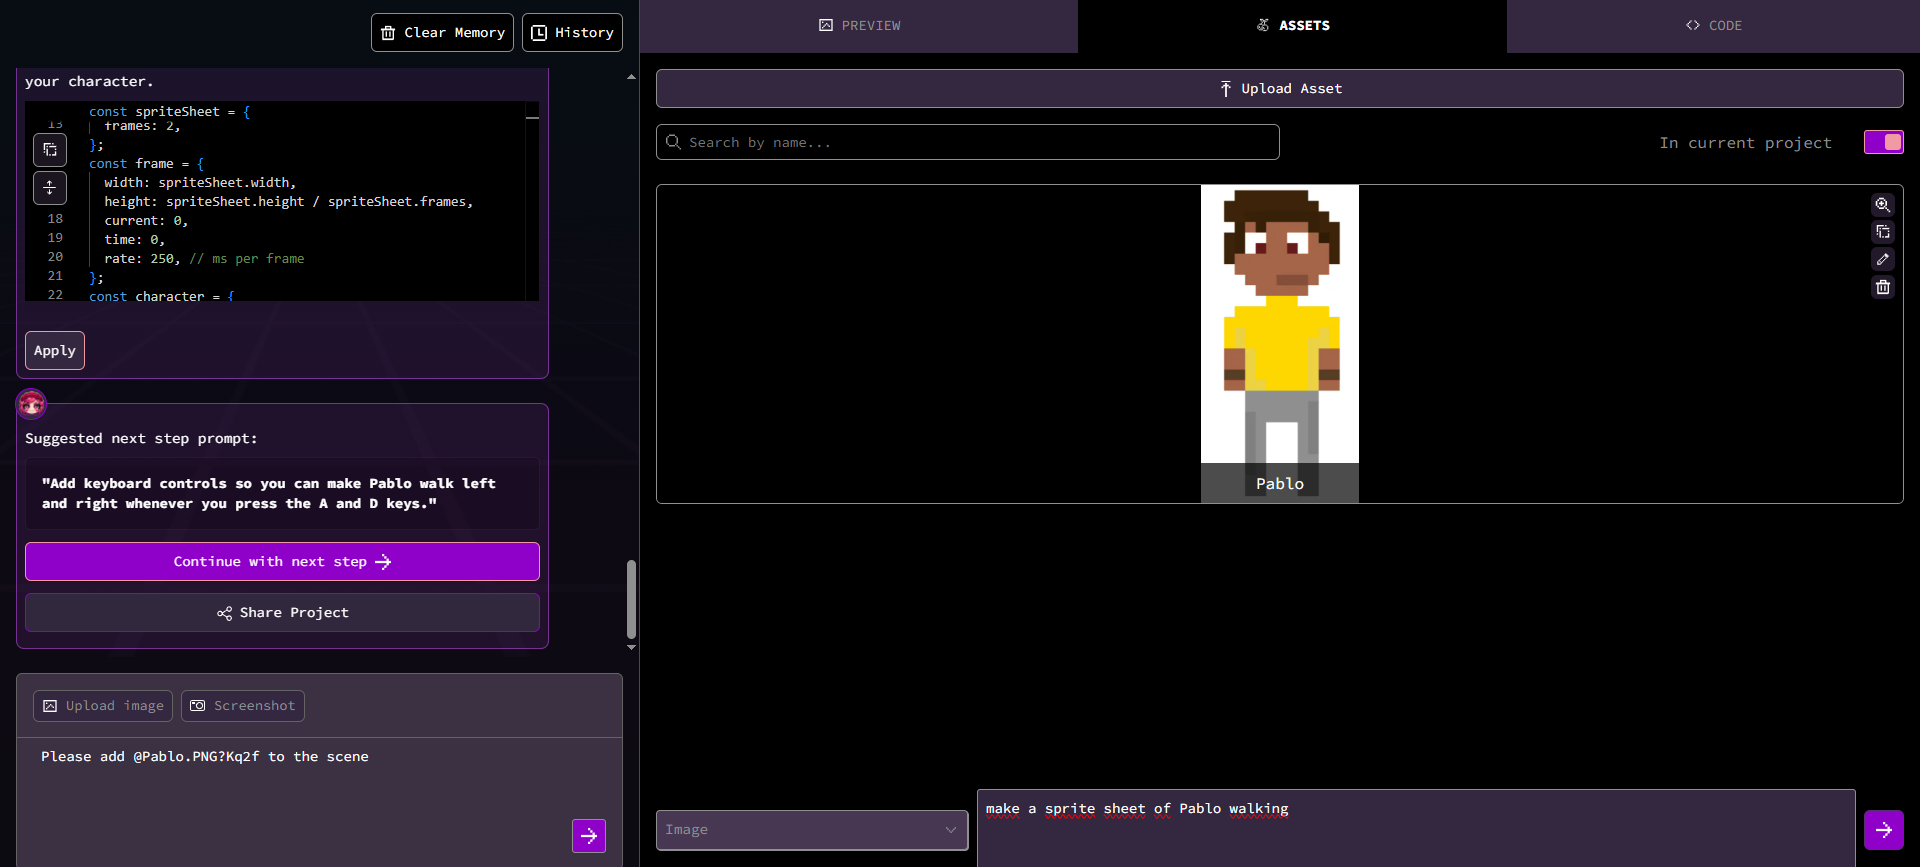 Clear Memory
History
your character.
const spriteSheet = {
13
frames: 2,
};
const frame = {
width: spriteSheet.width,
height: spriteSheet.height / spriteSheet.frames,
18
current: 0,
19
time: 0,
20
rate: 250, // ms per frame
21
};
22
const character = {
Apply
Suggested next step prompt:
"Add keyboard controls so you can make Pablo walk left
and right whenever you press the A and D keys."
Continue with next step
Share Project
Upload image
Screenshot
Please add @Pablo.PNG?Kq2f to the scene
PREVIEW
ASSETS
CODE
Upload Asset
Search by name...
In current project
Pablo
Image
make a sprite sheet of Pablo walking